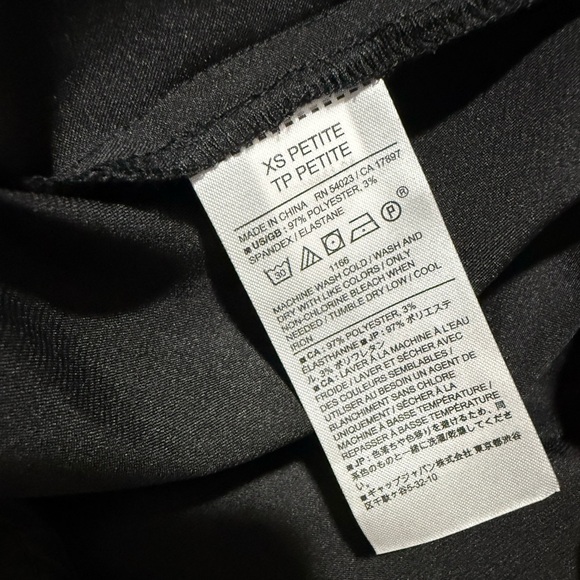 XS PETITE
TP PETITE
MADE IN CHINA RN 54023 / CA 17897
■US/GB : 97% POLYESTER, 3%
SPANDEX / ELASTANE
30
P
®
1166
MACHINE WASH COLD / WASH AND
DRY WITH LIKE COLORS / ONLY
NON-CHLORINE BLEACH WHEN
NEEDED / TUMBLE DRY LOW / COOL
IRON
■CA : 97% POLYESTER, 3%
ÉLASTHANNE ■JP : 97% ポリエステ
ル, 3% ポリウレタン
■CA : LAVER À LA MACHINE À L'EAU
FROIDE / LAVER ET SÉCHER AVEC
DES COULEURS SEMBLABLES /
UTILISER AU BESOIN UN AGENT DE
BLANCHIMENT SANS CHLORE
UNIQUEMENT / SÉCHER À LA
MACHINE À BASSE TEMPÉRATURE /
REPASSER À BASSE TEMPÉRATURE
■JP : 色落ちや色移りを避けるため、同
系色のものと一緒に洗濯/乾燥してくださ
い。
■ギャップジャパン株式会社 東京都渋谷
区千駄ヶ谷5-32-10